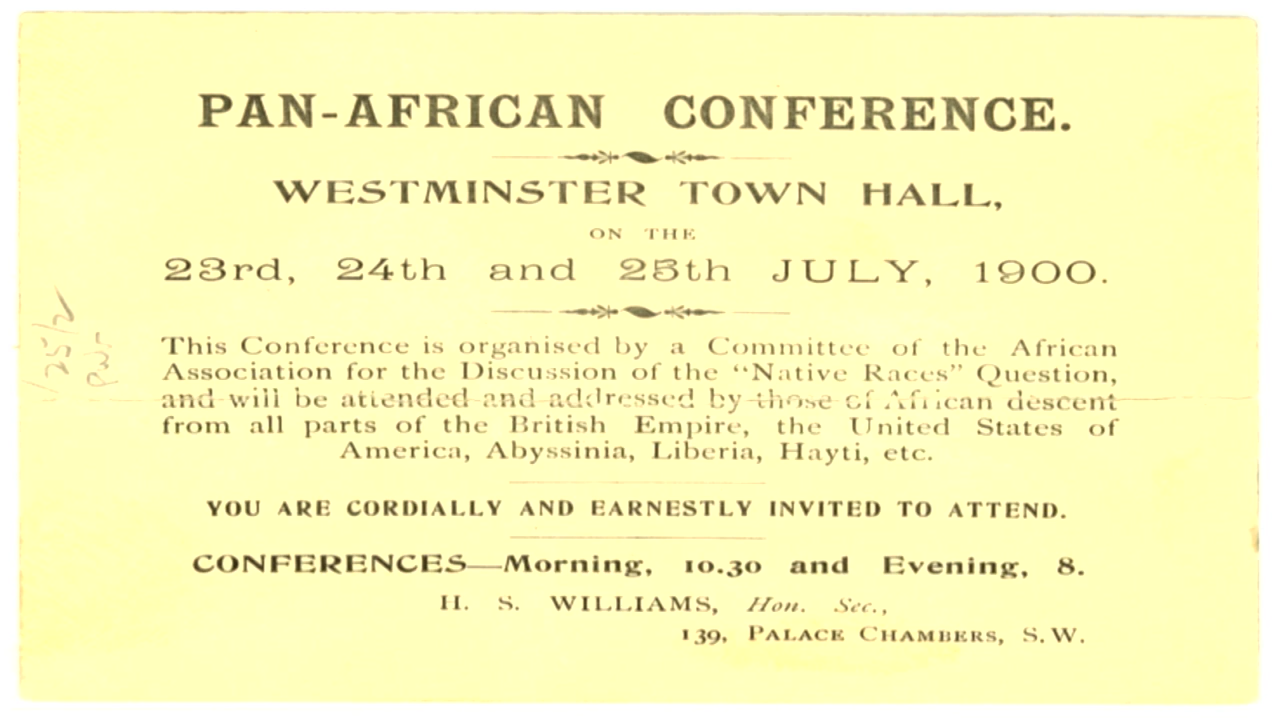 PAN-AFRICAN CONFERENCE.
WESTMINSTER TOWN HALL,
ON THE
23rd, 24th and 25th JULY, 1900.
This Conference is organised by a Committee of the African
Association for the Discussion of the "Native Races" Question,
and will be attended and addressed by those of African descent
from all parts of the British Empire, the United States of
America, Abyssinia, Liberia, Hayti, etc.
YOU ARE CORDIALLY AND EARNESTLY INVITED TO ATTEND.
CONFERENCES—Morning, 10.30 and Evening, 8.
H. S. WILLIAMS, Hon. Sec.,
139, PALACE CHAMBERS, S.W.